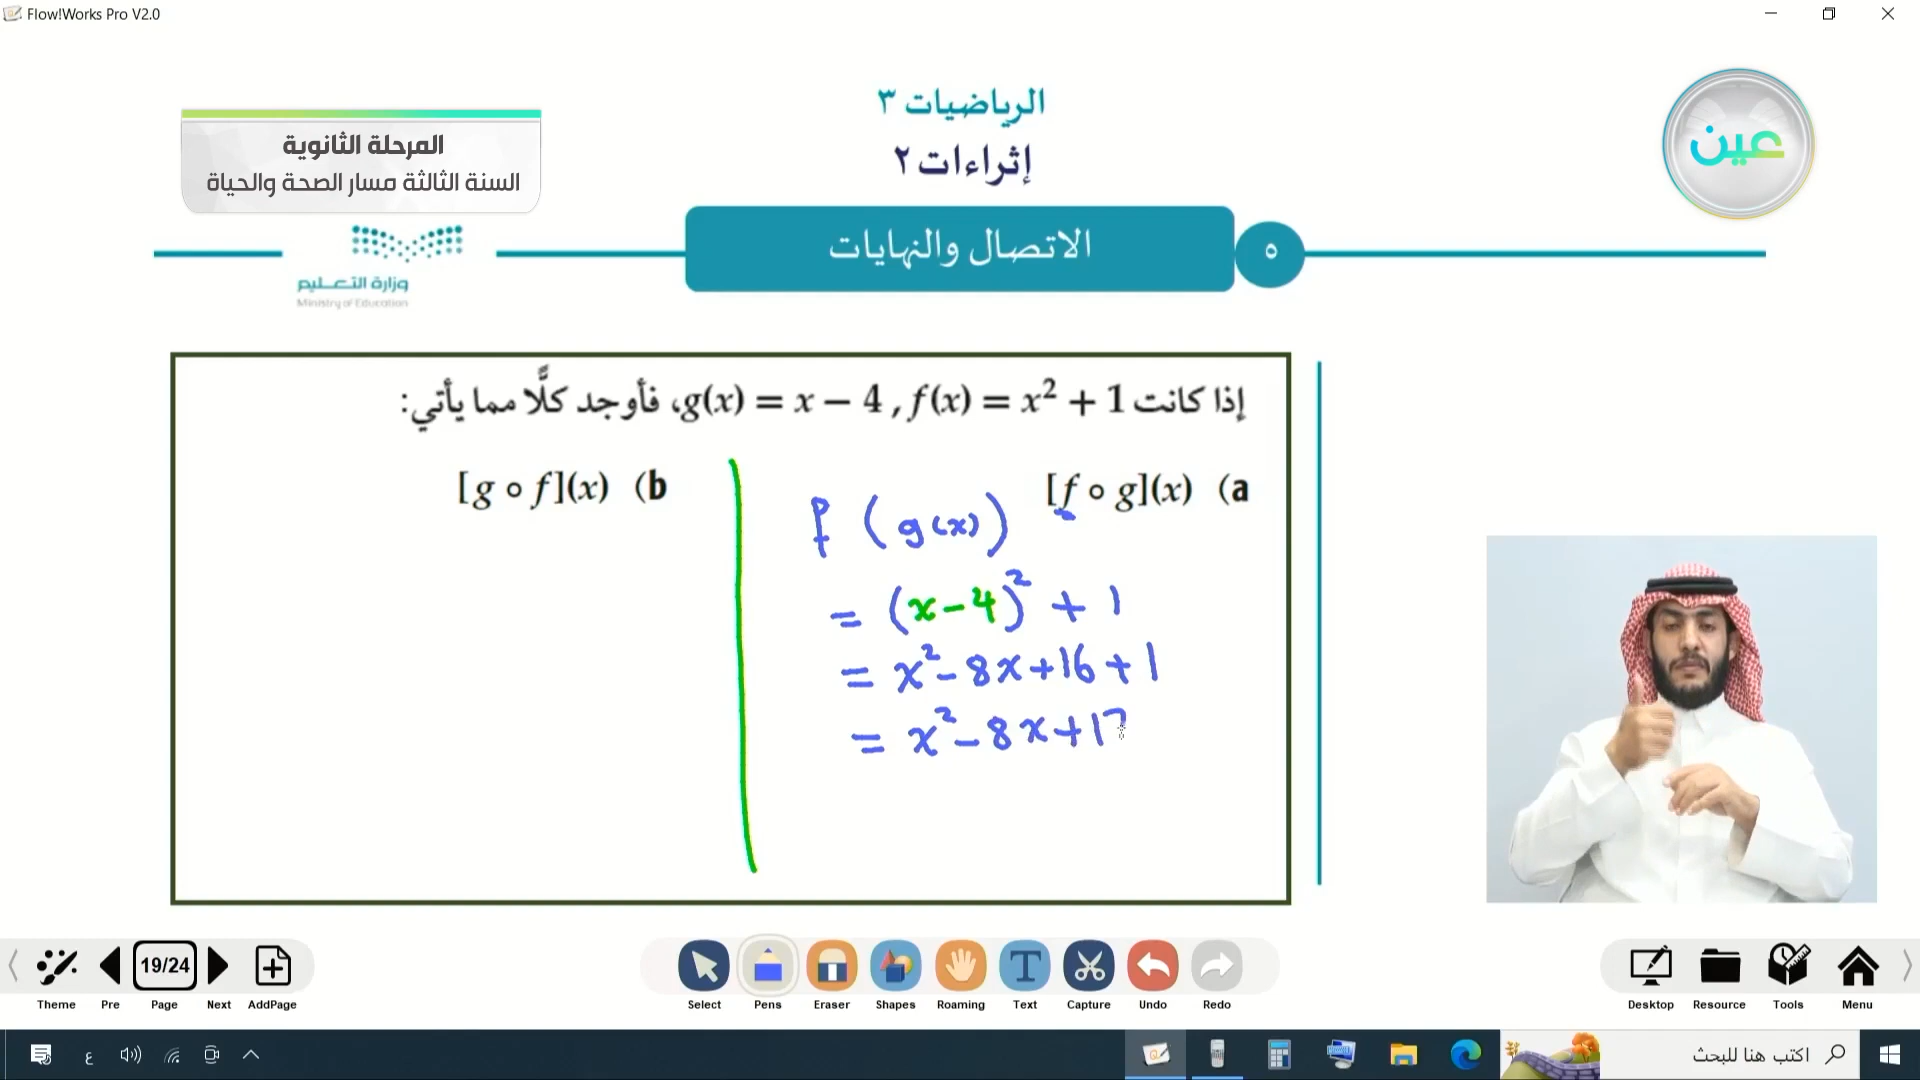 Flow!Works Pro V2.0
الرياضيات ٣
إثراءات ٢
المرحلة الثانوية
السنة الثالثة مسار الصحة والحياة
عين
وزارة التعليم
Ministry of Education
الاتصال والنهايات
٥
إذا كانت f(x) = x² + 1 , g(x) = x − 4، فأوجد كلًّا مما يأتي:
[f ∘ g](x) (a
[g ∘ f](x) (b
f (g(x))
= (x-4)² + 1
= x² - 8x + 16 + 1
= x² - 8x + 17
19/24
Theme Pre Page Next AddPage
Select Pens Eraser Shapes Roaming Text Capture Undo Redo
Desktop Resource Tools Menu
ع
اكتب هنا للبحث